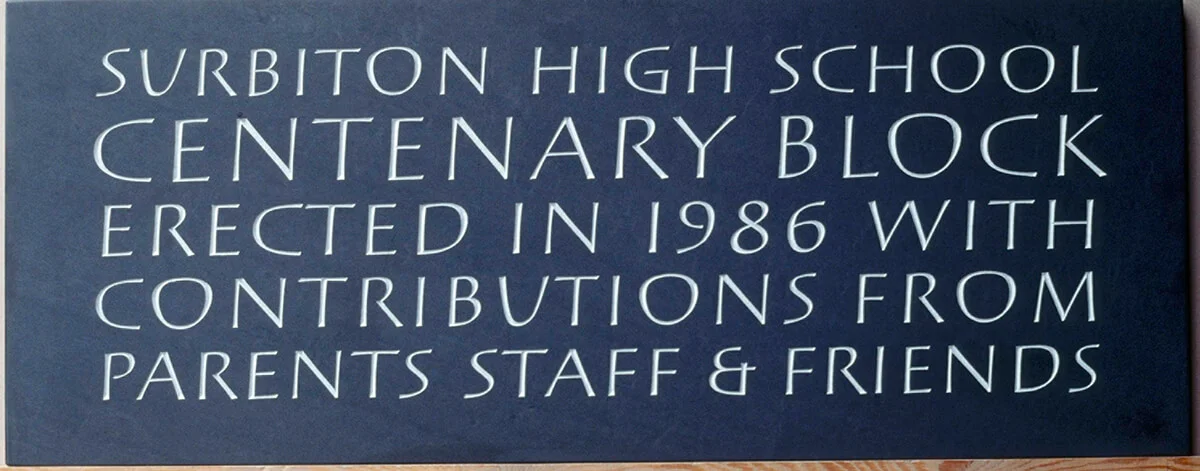 SURBITON HIGH SCHOOL
CENTENARY BLOCK
ERECTED IN 1986 WITH
CONTRIBUTIONS FROM
PARENTS STAFF & FRIENDS